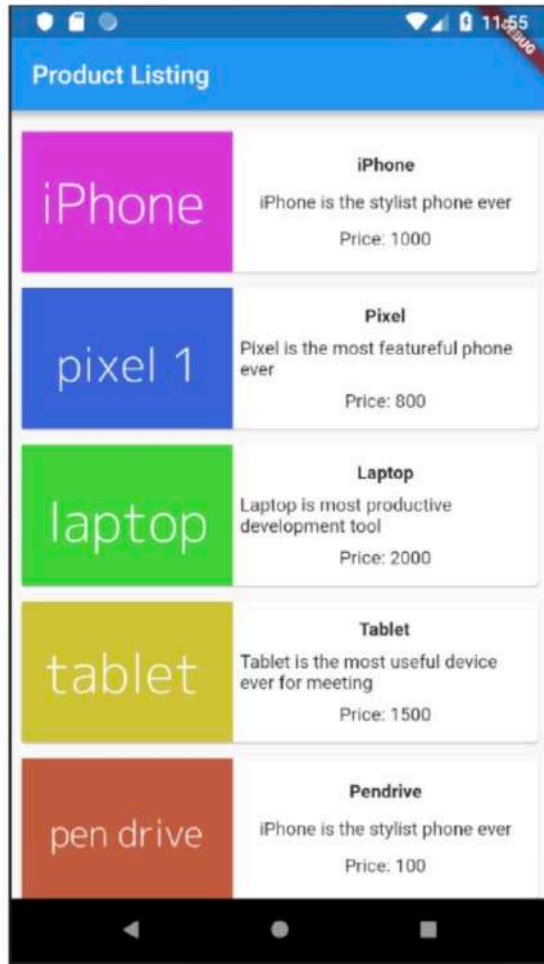 11:55
DEBUG
Product Listing
iPhone
iPhone
iPhone is the stylist phone ever
Price: 1000
pixel 1
Pixel
Pixel is the most featureful phone
ever
Price: 800
laptop
Laptop
Laptop is most productive
development tool
Price: 2000
tablet
Tablet
Tablet is the most useful device
ever for meeting
Price: 1500
pen drive
Pendrive
iPhone is the stylist phone ever
Price: 100